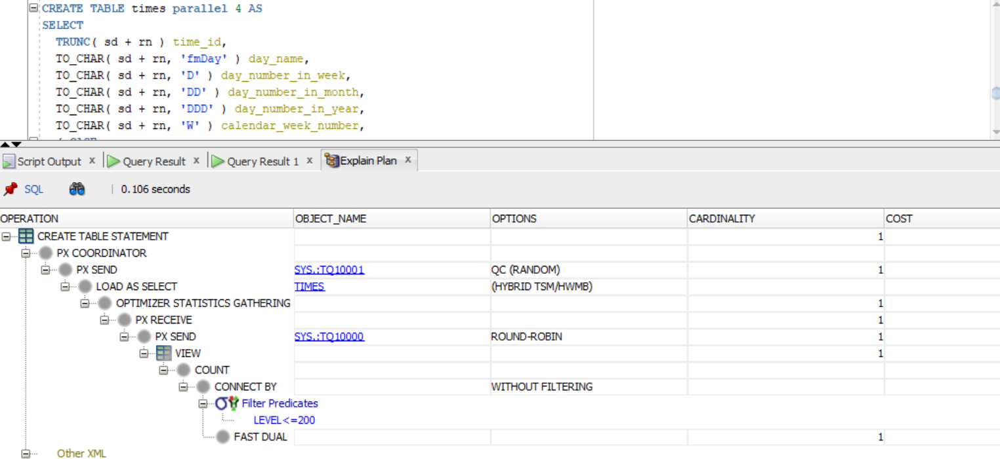 CREATE TABLE times parallel 4 AS
SELECT
TRUNC( sd + rn ) time_id,
TO_CHAR( sd + rn, 'fmDay' ) day_name,
TO_CHAR( sd + rn, 'D' ) day_number_in_week,
TO_CHAR( sd + rn, 'DD' ) day_number_in_month,
TO_CHAR( sd + rn, 'DDD' ) day_number_in_year,
TO_CHAR( sd + rn, 'W' ) calendar_week_number,
( CASE
Script Output x Query Result x Query Result 1 x Explain Plan x
SQL | 0.106 seconds
OPERATION OBJECT_NAME OPTIONS CARDINALITY COST
CREATE TABLE STATEMENT 1
PX COORDINATOR
PX SEND SYS.:TQ10001 QC (RANDOM) 1
LOAD AS SELECT TIMES (HYBRID TSM/HWMB)
OPTIMIZER STATISTICS GATHERING 1
PX RECEIVE 1
PX SEND SYS.:TQ10000 ROUND-ROBIN 1
VIEW 1
COUNT
CONNECT BY WITHOUT FILTERING
Filter Predicates
LEVEL<=200
FAST DUAL 1
Other XML